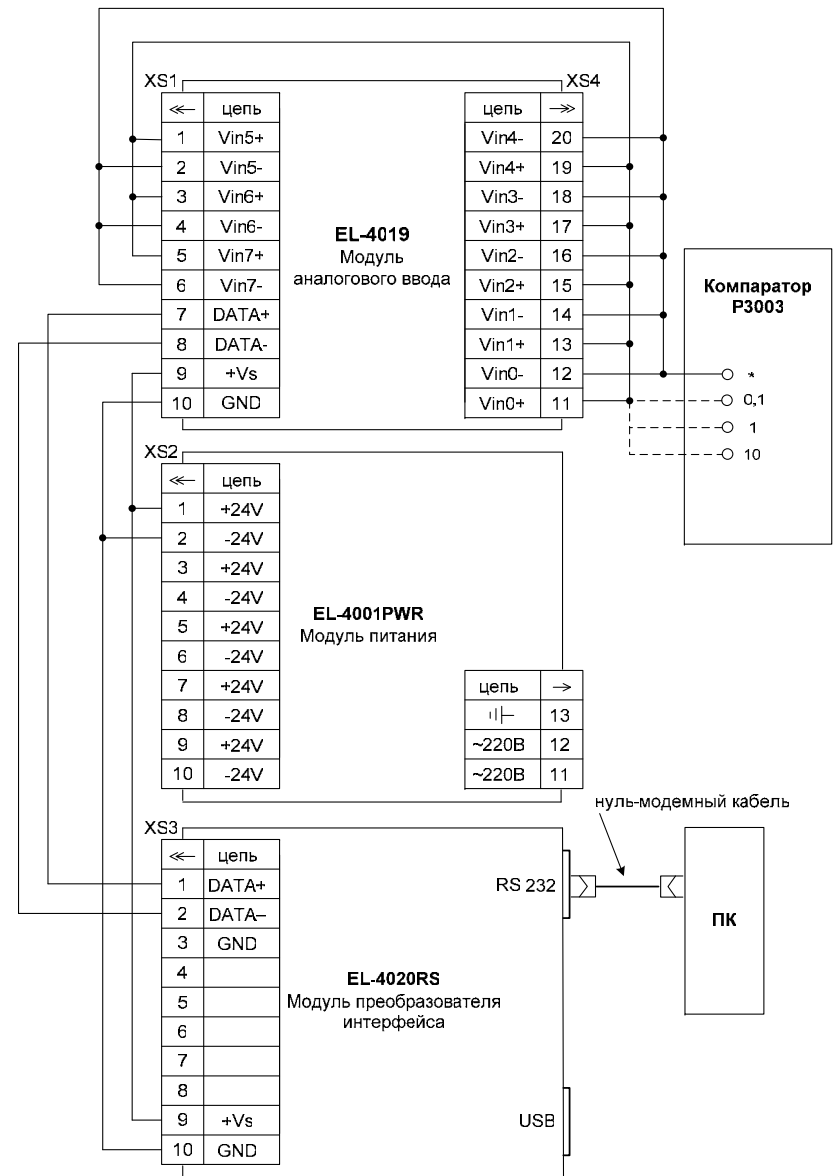 XS1
XS4
≪— цепь
1 Vin5+
2 Vin5-
3 Vin6+
4 Vin6-
5 Vin7+
6 Vin7-
7 DATA+
8 DATA-
9 +Vs
10 GND
EL-4019
Модуль
аналогового ввода
цепь —≫
Vin4- 20
Vin4+ 19
Vin3- 18
Vin3+ 17
Vin2- 16
Vin2+ 15
Vin1- 14
Vin1+ 13
Vin0- 12
Vin0+ 11
Компаратор
Р3003
*
0,1
1
10
XS2
≪— цепь
1 +24V
2 -24V
3 +24V
4 -24V
5 +24V
6 -24V
7 +24V
8 -24V
9 +24V
10 -24V
EL-4001PWR
Модуль питания
цепь →
13
~220В 12
~220В 11
XS3
≪— цепь
1 DATA+
2 DATA–
3 GND
4
5
6
7
8
9 +Vs
10 GND
EL-4020RS
Модуль преобразователя
интерфейса
RS 232
USB
нуль-модемный кабель
ПК